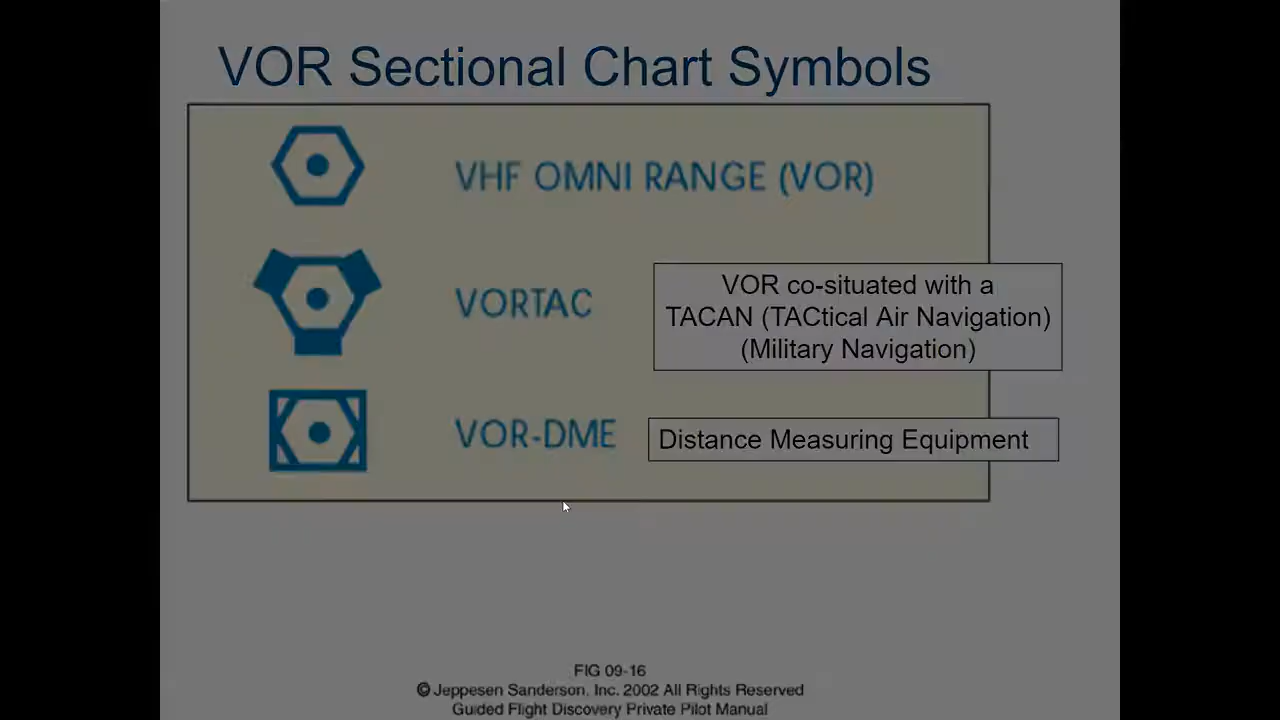 VOR Sectional Chart Symbols
VHF OMNI RANGE (VOR)
VORTAC
VOR co-situated with a
TACAN (TACtical Air Navigation)
(Military Navigation)
VOR-DME
Distance Measuring Equipment
FIG 09-16
© Jeppesen Sanderson, Inc. 2002 All Rights Reserved
Guided Flight Discovery Private Pilot Manual